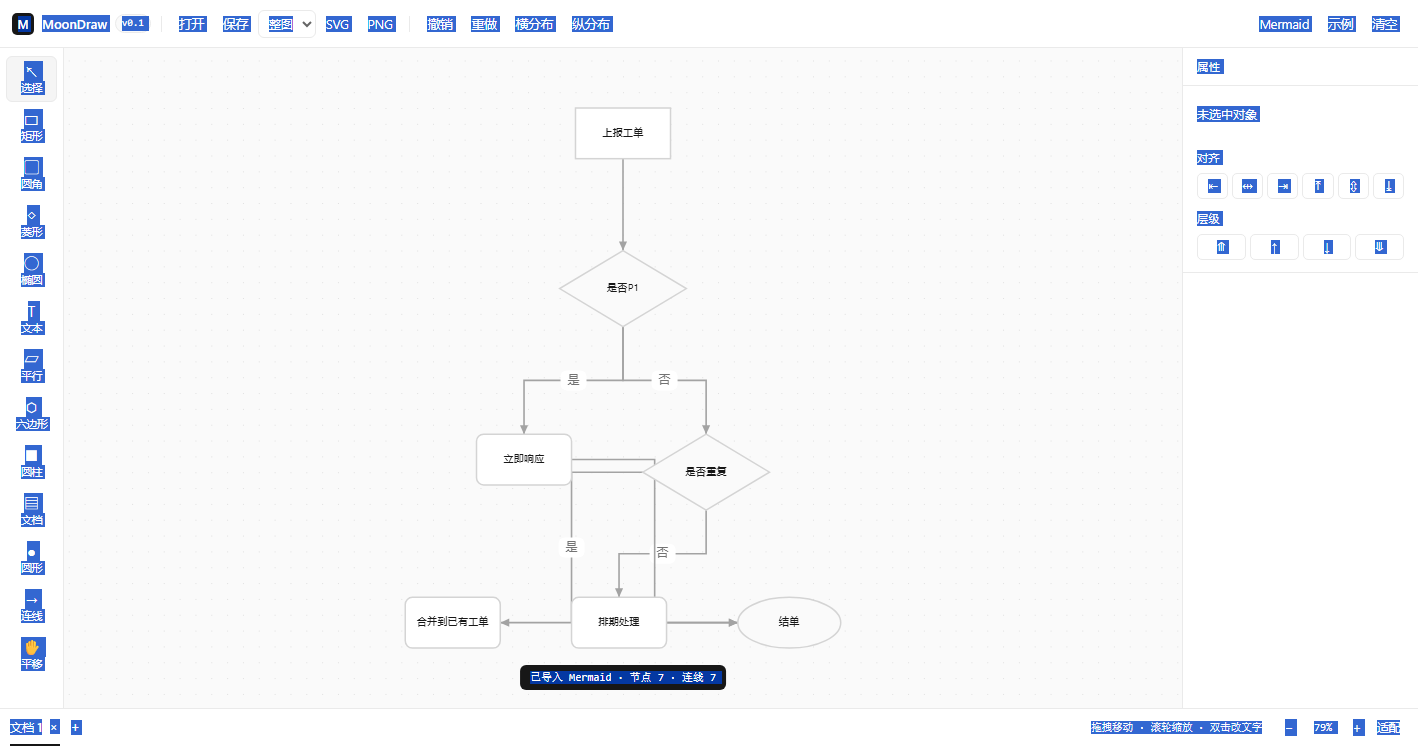 M MoonDraw v0.1 打开 保存 整图 SVG PNG 撤销 重做 横分布 纵分布 Mermaid 示例 清空
选择
矩形
圆角
菱形
椭圆
T
文本
平行
六边形
圆柱
文档
圆形
连线
平移
上报工单
是否P1
是 否
立即响应 是否重复
是 否
合并到已有工单 排期处理 结单
已导入 Mermaid · 节点 7 · 连线 7
属性
未选中对象
对齐
⇤ ↔ ⇥ ⤒ ⇳ ⤓
层级
⤊ ↑ ↓ ⤋
文档 1 × + 拖拽移动 · 滚轮缩放 · 双击改文字 − 79% + 适配